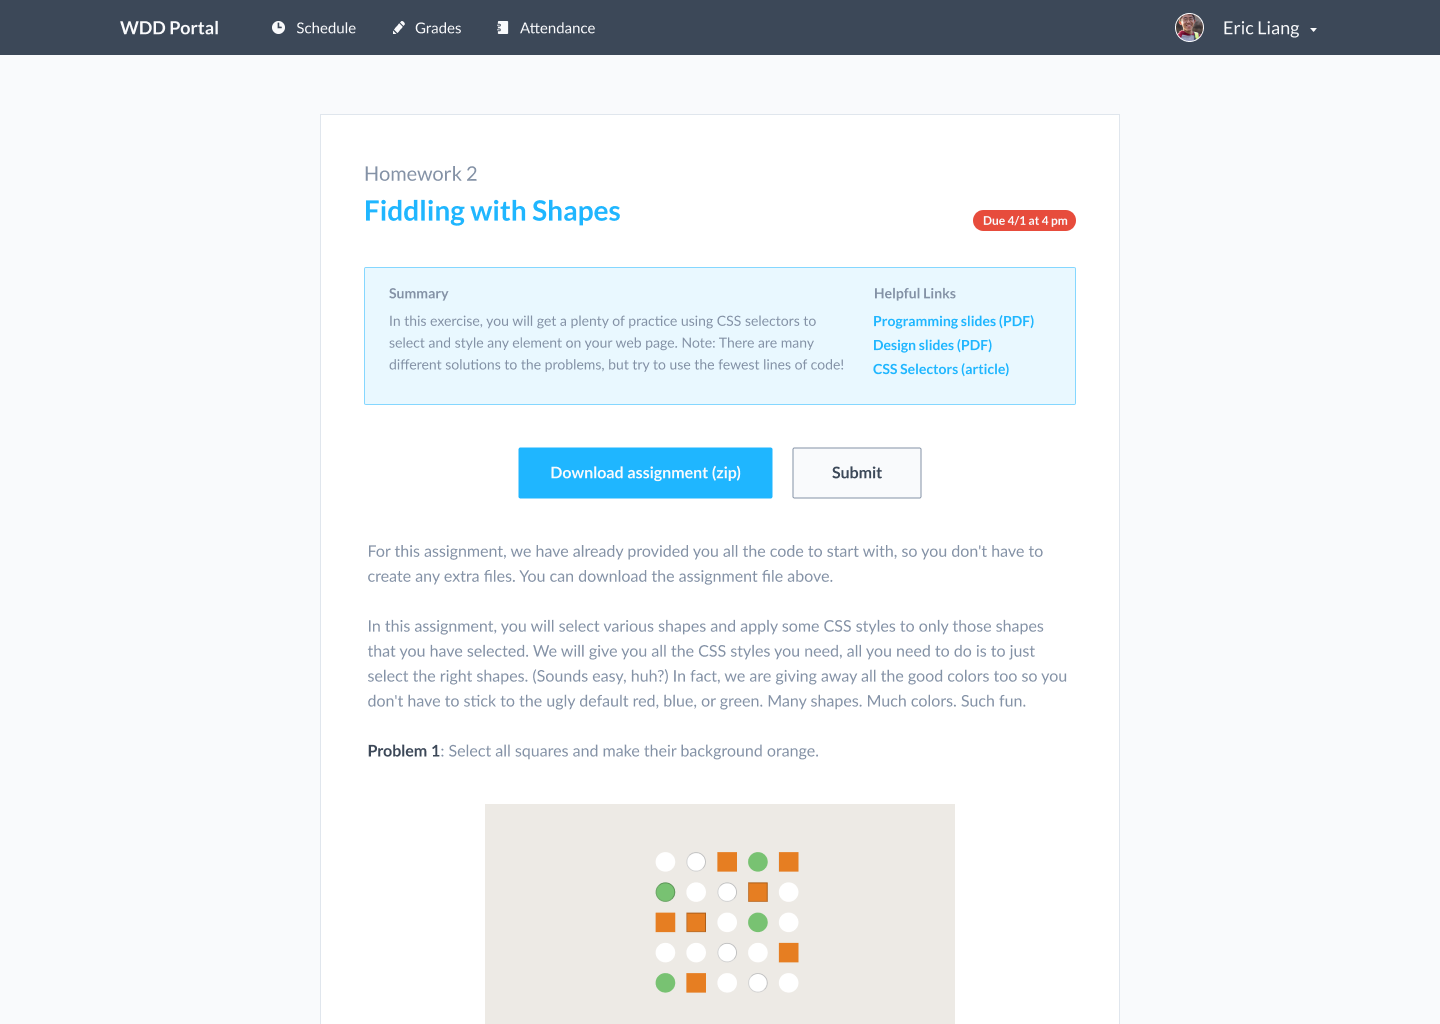 WDD Portal
Schedule
Grades
Attendance
Eric Liang
Homework 2
Fiddling with Shapes
Due 4/1 at 4 pm
Summary
In this exercise, you will get a plenty of practice using CSS selectors to
select and style any element on your web page. Note: There are many
different solutions to the problems, but try to use the fewest lines of code!
Helpful Links
Programming slides (PDF)
Design slides (PDF)
CSS Selectors (article)
Download assignment (zip)
Submit
For this assignment, we have already provided you all the code to start with, so you don't have to
create any extra files. You can download the assignment file above.
In this assignment, you will select various shapes and apply some CSS styles to only those shapes
that you have selected. We will give you all the CSS styles you need, all you need to do is to just
select the right shapes. (Sounds easy, huh?) In fact, we are giving away all the good colors too so you
don't have to stick to the ugly default red, blue, or green. Many shapes. Much colors. Such fun.
Problem 1: Select all squares and make their background orange.